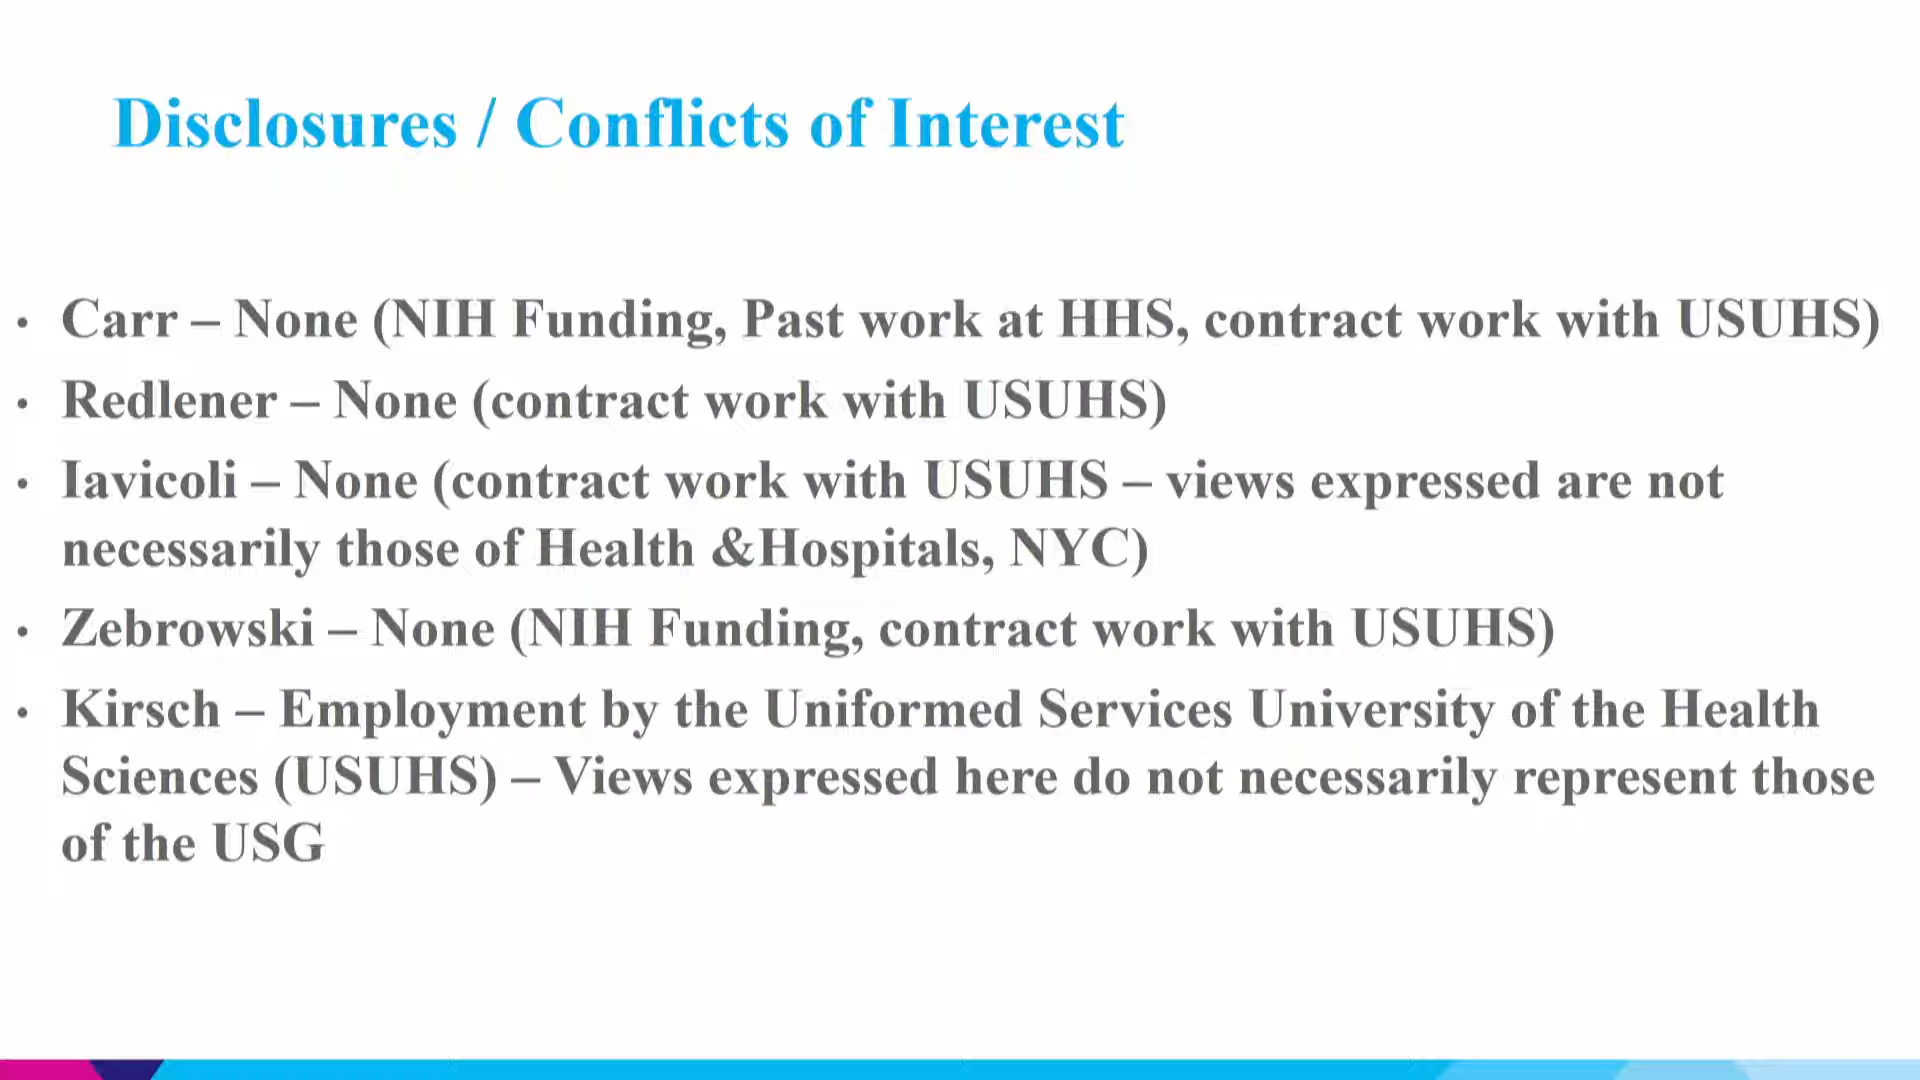 Disclosures / Conflicts of Interest
• Carr – None (NIH Funding, Past work at HHS, contract work with USUHS)
• Redlener – None (contract work with USUHS)
• Iavicoli – None (contract work with USUHS – views expressed are not
necessarily those of Health &Hospitals, NYC)
• Zebrowski – None (NIH Funding, contract work with USUHS)
• Kirsch – Employment by the Uniformed Services University of the Health
Sciences (USUHS) – Views expressed here do not necessarily represent those
of the USG